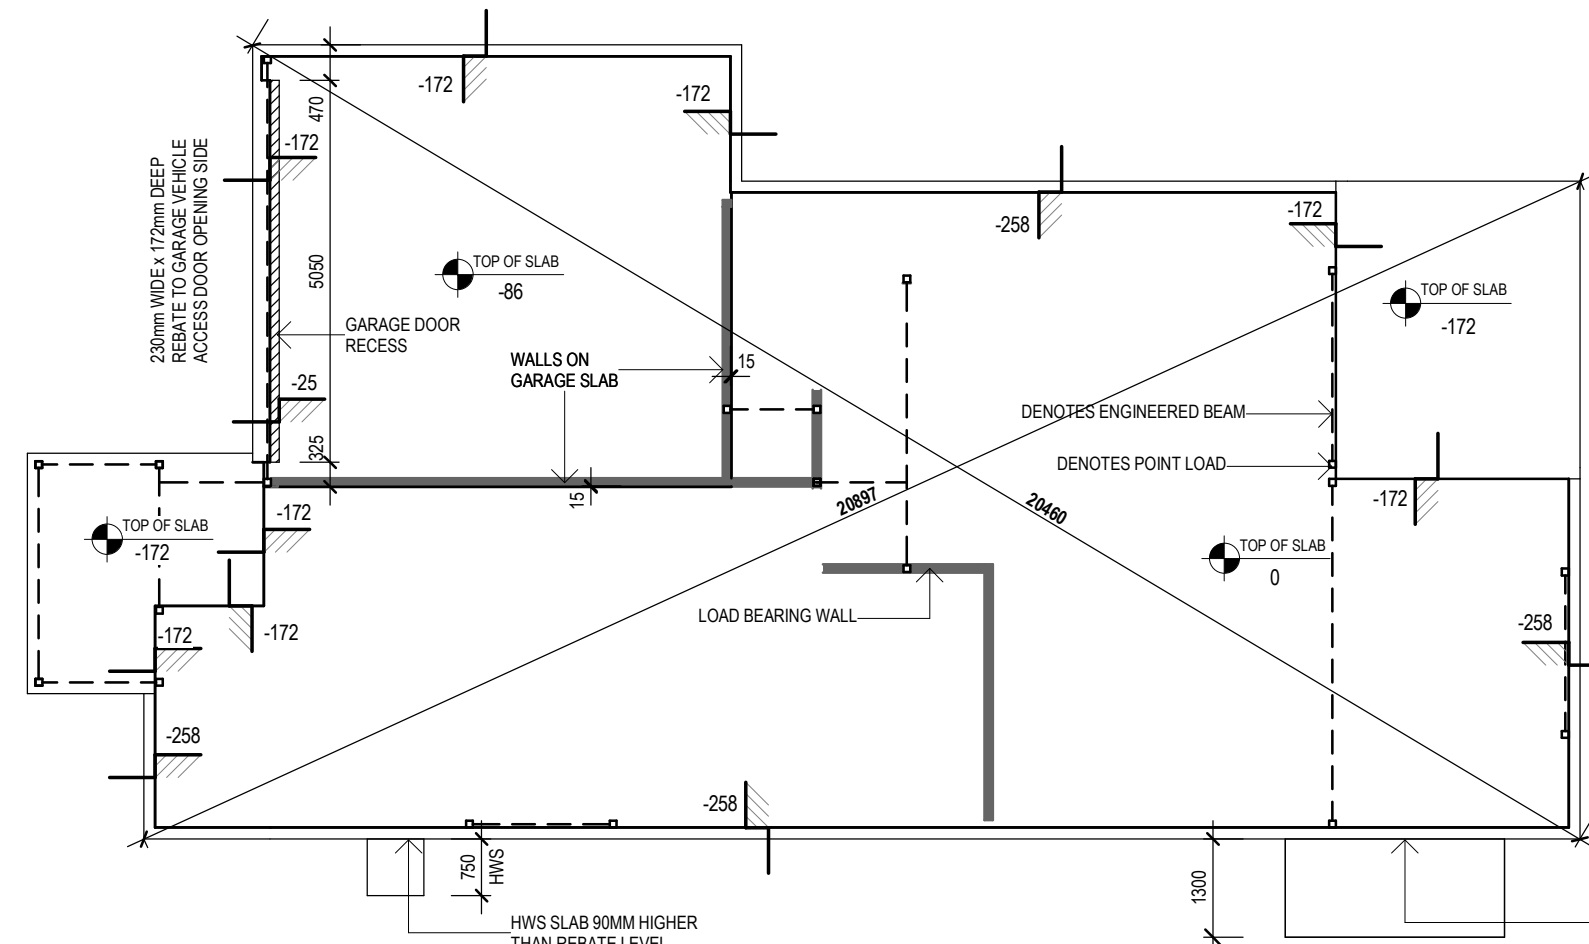 -172
-172
470
-172
230mm WIDE x 172mm DEEP
REBATE TO GARAGE VEHICLE
ACCESS DOOR OPENING SIDE
-258
-172
TOP OF SLAB
-86
5050
TOP OF SLAB
-172
GARAGE DOOR
RECESS
WALLS ON
GARAGE SLAB
15
-25
DENOTES ENGINEERED BEAM
325
DENOTES POINT LOAD
15
20897
20460
-172
-172
TOP OF SLAB
-172
TOP OF SLAB
0
LOAD BEARING WALL
-172
-172
-258
-258
-258
750
HWS
1300
HWS SLAB 90MM HIGHER
THAN REBATE LEVEL